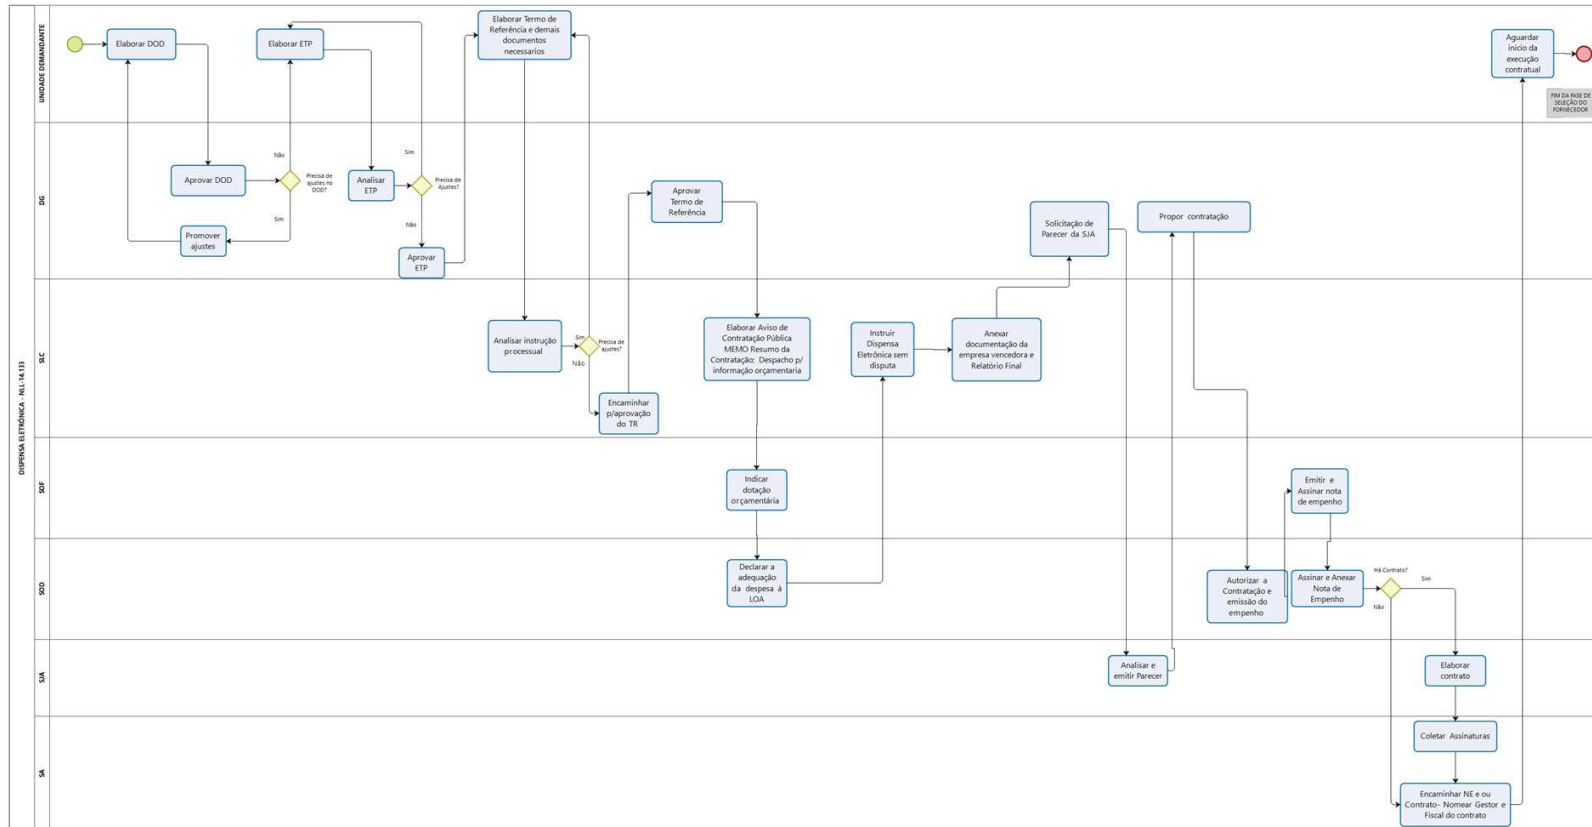 DISPENSA ELETRÔNICA - NLL-14.133
UNIDADE DEMANDANTE
Elaborar DOD
Elaborar ETP
Elaborar Termo de
Referência e demais
documentos
necessarios
Aguardar
inicio da
execução
contratual
FIM DA FASE DE
SELEÇÃO DO
FORNECEDOR
DG
Aprovar DOD
Não
Precisa de
ajustes no
DOD?
Sim
Promover
ajustes
Analisar
ETP
Sim
Precisa de
Ajustes?
Não
Aprovar
ETP
Aprovar
Termo de
Referência
Solicitação de
Parecer da SJA
Propor contratação
SLC
Analisar instrução
processual
Sim
Precisa de
ajustes?
Não
Encaminhar
p/aprovação
do TR
Elaborar Aviso de
Contratação Pública
MEMO Resumo da
Contratação; Despacho p/
informação orçamentaria
Instruir
Dispensa
Eletrônica sem
disputa
Anexar
documentação da
empresa vencedora e
Relatório Final
SOF
Indicar
dotação
orçamentária
Emitir e
Assinar nota
de empenho
SOD
Declarar a
adequação
da despesa à
LOA
Autorizar a
Contratação e
emissão do
empenho
Assinar e Anexar
Nota de
Empenho
Há Contrato?
Sim
Não
SJA
Analisar e
emitir Parecer
Elaborar
contrato
SA
Coletar Assinaturas
Encaminhar NE e ou
Contrato- Nomear Gestor e
Fiscal do contrato